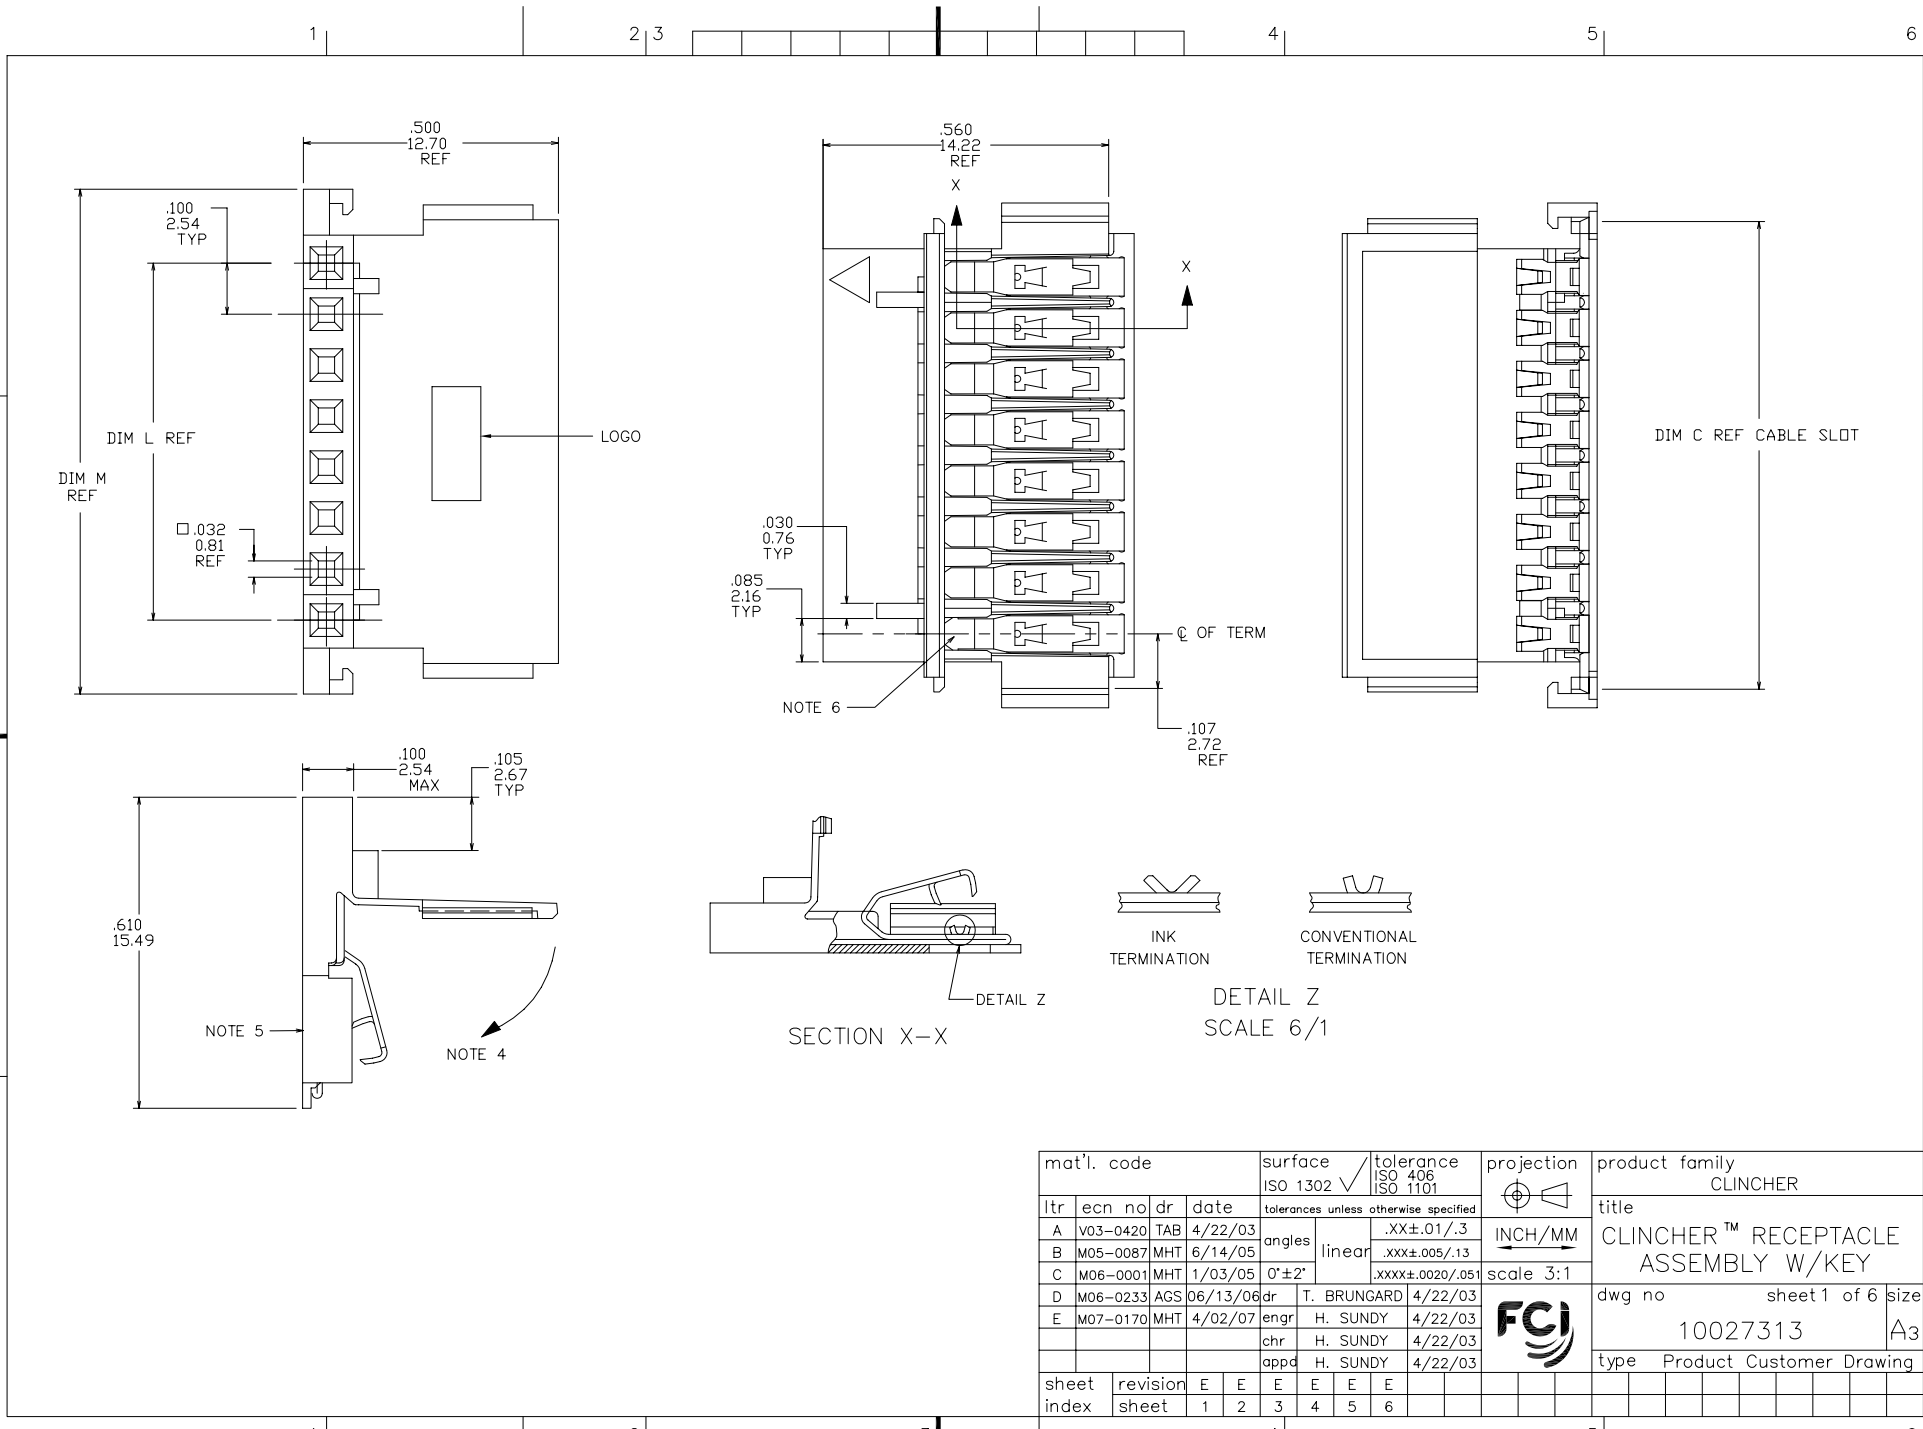 1
2
3
4
5
6
.500
12.70
REF
.100
2.54
TYP
DIM L REF
DIM M
REF
□ .032
0.81
REF
LOGO
.560
14.22
REF
X
X
.030
0.76
TYP
.085
2.16
TYP
℄ OF TERM
NOTE 6
.107
2.72
REF
DIM C REF CABLE SLOT
.100
2.54
MAX
.105
2.67
TYP
.610
15.49
NOTE 5
NOTE 4
DETAIL Z
SECTION X-X
INK
TERMINATION
CONVENTIONAL
TERMINATION
DETAIL Z
SCALE 6/1
mat'l. code
surface
ISO 1302
tolerance
ISO 406
ISO 1101
projection
product family
CLINCHER
ltr ecn no dr date
tolerances unless otherwise specified
title
CLINCHER™ RECEPTACLE
ASSEMBLY W/KEY
A V03-0420 TAB 4/22/03
B M05-0087 MHT 6/14/05
C M06-0001 MHT 1/03/05
D M06-0233 AGS 06/13/06
E M07-0170 MHT 4/02/07
angles
0°±2°
linear
.XX±.01/.3
.XXX±.005/.13
.XXXX±.0020/.051
INCH/MM
scale 3:1
dr T. BRUNGARD 4/22/03
engr H. SUNDY 4/22/03
chr H. SUNDY 4/22/03
appd H. SUNDY 4/22/03
FCI
dwg no
sheet 1 of 6
size
10027313
A3
type Product Customer Drawing
sheet index
revision E E E E E E
sheet 1 2 3 4 5 6